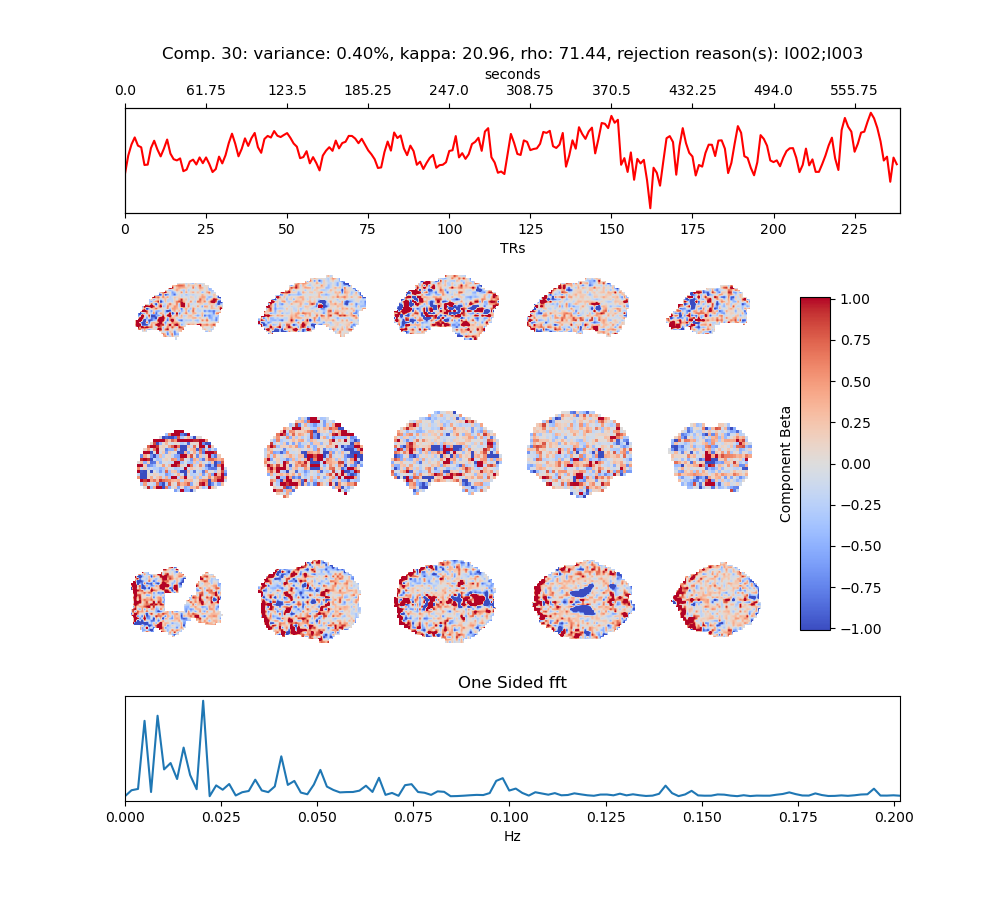 Comp. 30: variance: 0.40%, kappa: 20.96, rho: 71.44, rejection reason(s): I002;I003
seconds
0.0 61.75 123.5 185.25 247.0 308.75 370.5 432.25 494.0 555.75
0 25 50 75 100 125 150 175 200 225
TRs
1.00
0.75
0.50
0.25
0.00
−0.25
−0.50
−0.75
−1.00
Component Beta
One Sided fft
0.000 0.025 0.050 0.075 0.100 0.125 0.150 0.175 0.200
Hz